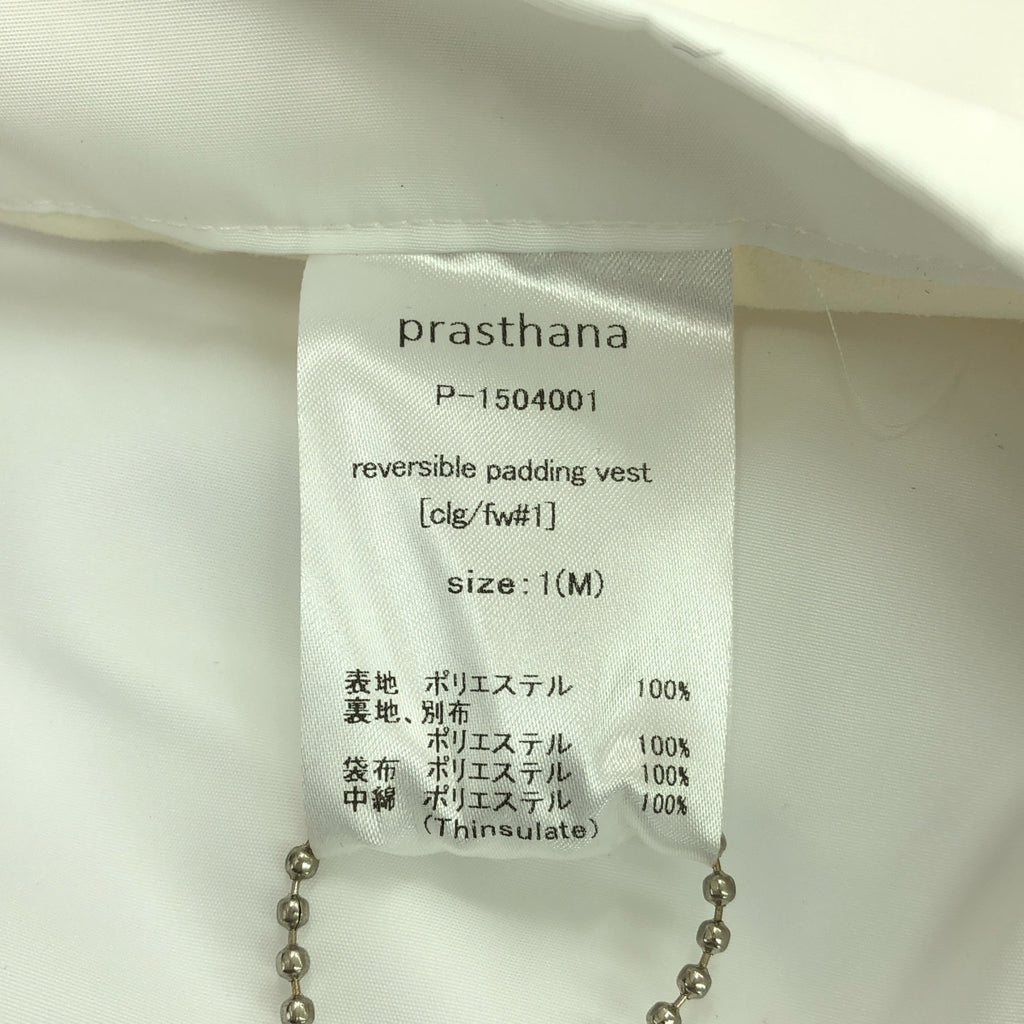 prasthana
P-1504001
reversible padding vest
[clg/fw#1]
size:1(M)
表地 ポリエステル 100%
裏地、別布
ポリエステル 100%
袋布 ポリエステル 100%
中綿 ポリエステル 100%
(Thinsulate)